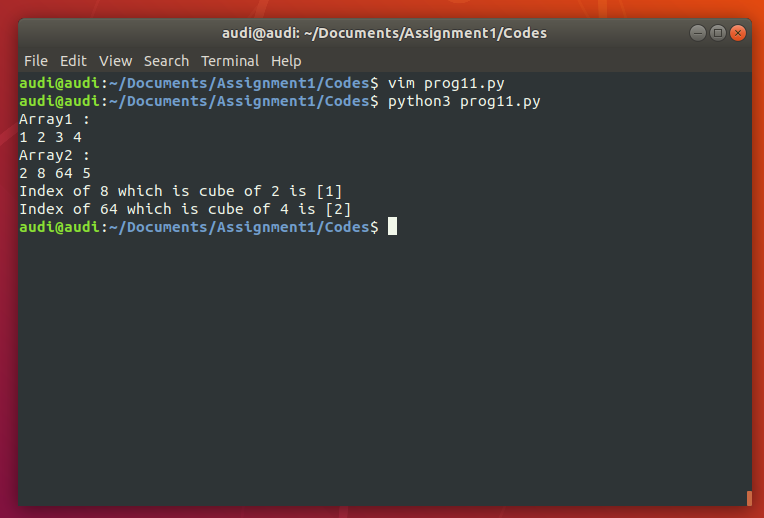 audi@audi: ~/Documents/Assignment1/Codes
File Edit View Search Terminal Help
audi@audi:~/Documents/Assignment1/Codes$ vim prog11.py
audi@audi:~/Documents/Assignment1/Codes$ python3 prog11.py
Array1 :
1 2 3 4
Array2 :
2 8 64 5
Index of 8 which is cube of 2 is [1]
Index of 64 which is cube of 4 is [2]
audi@audi:~/Documents/Assignment1/Codes$